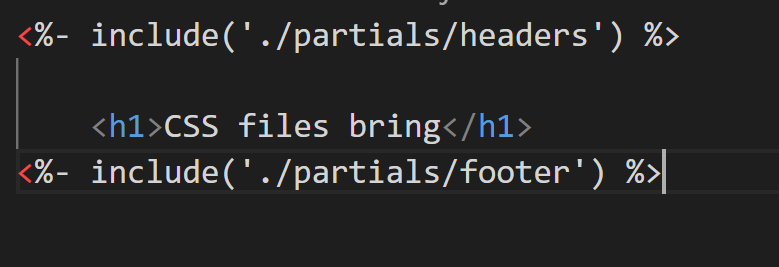 <%- include('./partials/headers') %>
<h1>CSS files bring</h1>
<%- include('./partials/footer') %>